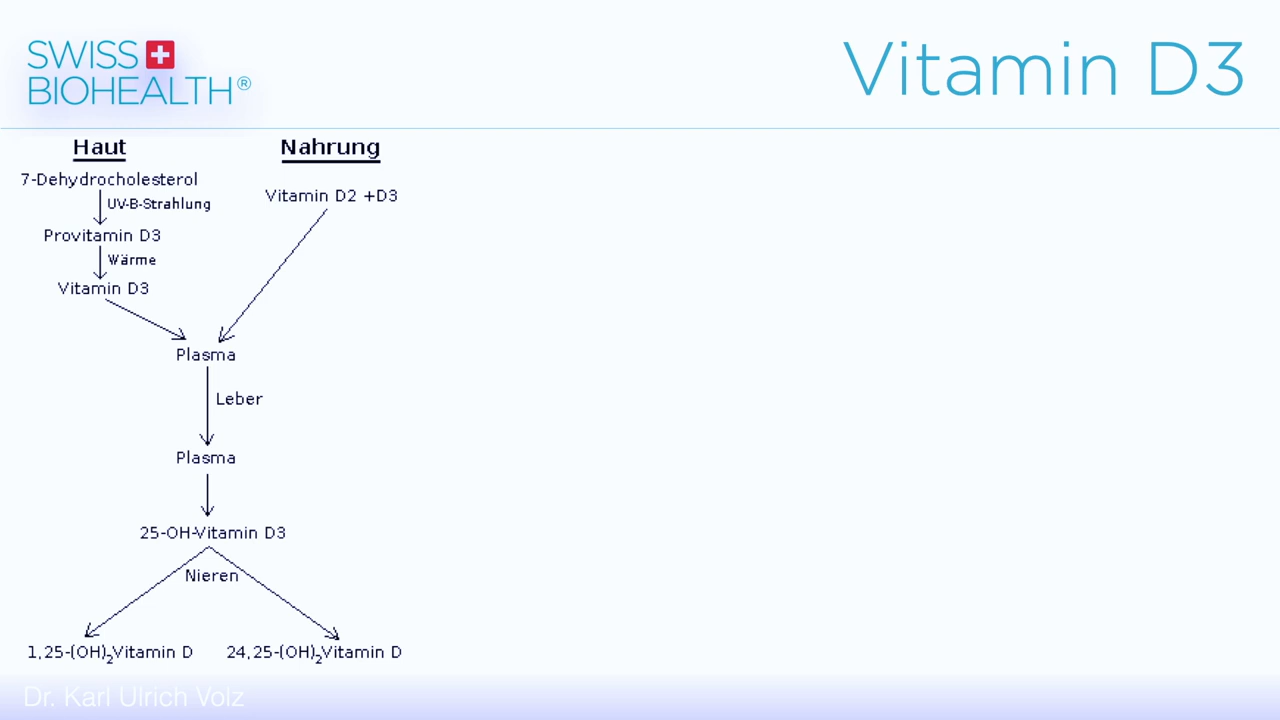 SWISS
BIOHEALTH®
Vitamin D3
Haut
Nahrung
7-Dehydrocholesterol
UV-B-Strahlung
Vitamin D2 +D3
Provitamin D3
Wärme
Vitamin D3
Plasma
Leber
Plasma
25-OH-Vitamin D3
Nieren
1,25-(OH)₂Vitamin D
24,25-(OH)₂Vitamin D
Dr. Karl Ulrich Volz